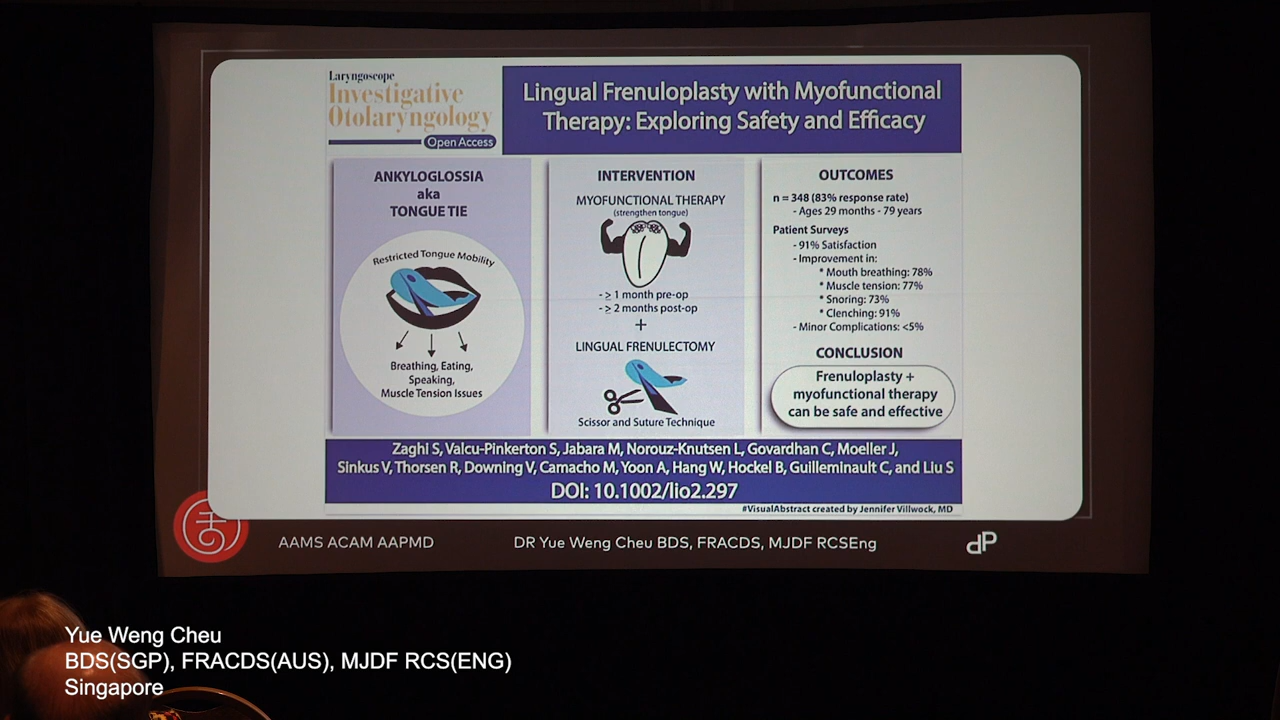 Laryngoscope
Investigative
Otolaryngology
Open Access
Lingual Frenuloplasty with Myofunctional
Therapy: Exploring Safety and Efficacy
ANKYLOGLOSSIA
aka
TONGUE TIE
Restricted Tongue Mobility
Breathing, Eating,
Speaking,
Muscle Tension Issues
INTERVENTION
MYOFUNCTIONAL THERAPY
(strengthen tongue)
- ≥ 1 month pre-op
- ≥ 2 months post-op
+
LINGUAL FRENULECTOMY
Scissor and Suture Technique
OUTCOMES
n = 348 (83% response rate)
- Ages 29 months - 79 years
Patient Surveys
- 91% Satisfaction
- Improvement in:
* Mouth breathing: 78%
* Muscle tension: 77%
* Snoring: 73%
* Clenching: 91%
- Minor Complications: <5%
CONCLUSION
Frenuloplasty +
myofunctional therapy
can be safe and effective
Zaghi S, Valcu-Pinkerton S, Jabara M, Norouz-Knutsen L, Govardhan C, Moeller J,
Sinkus V, Thorsen R, Downing V, Camacho M, Yoon A, Hang W, Hockel B, Guilleminault C, and Liu S
DOI: 10.1002/lio2.297
#VisualAbstract created by Jennifer Villwock, MD
舌
AAMS ACAM AAPMD
DR Yue Weng Cheu BDS, FRACDS, MJDF RCSEng
dP
Yue Weng Cheu
BDS(SGP), FRACDS(AUS), MJDF RCS(ENG)
Singapore